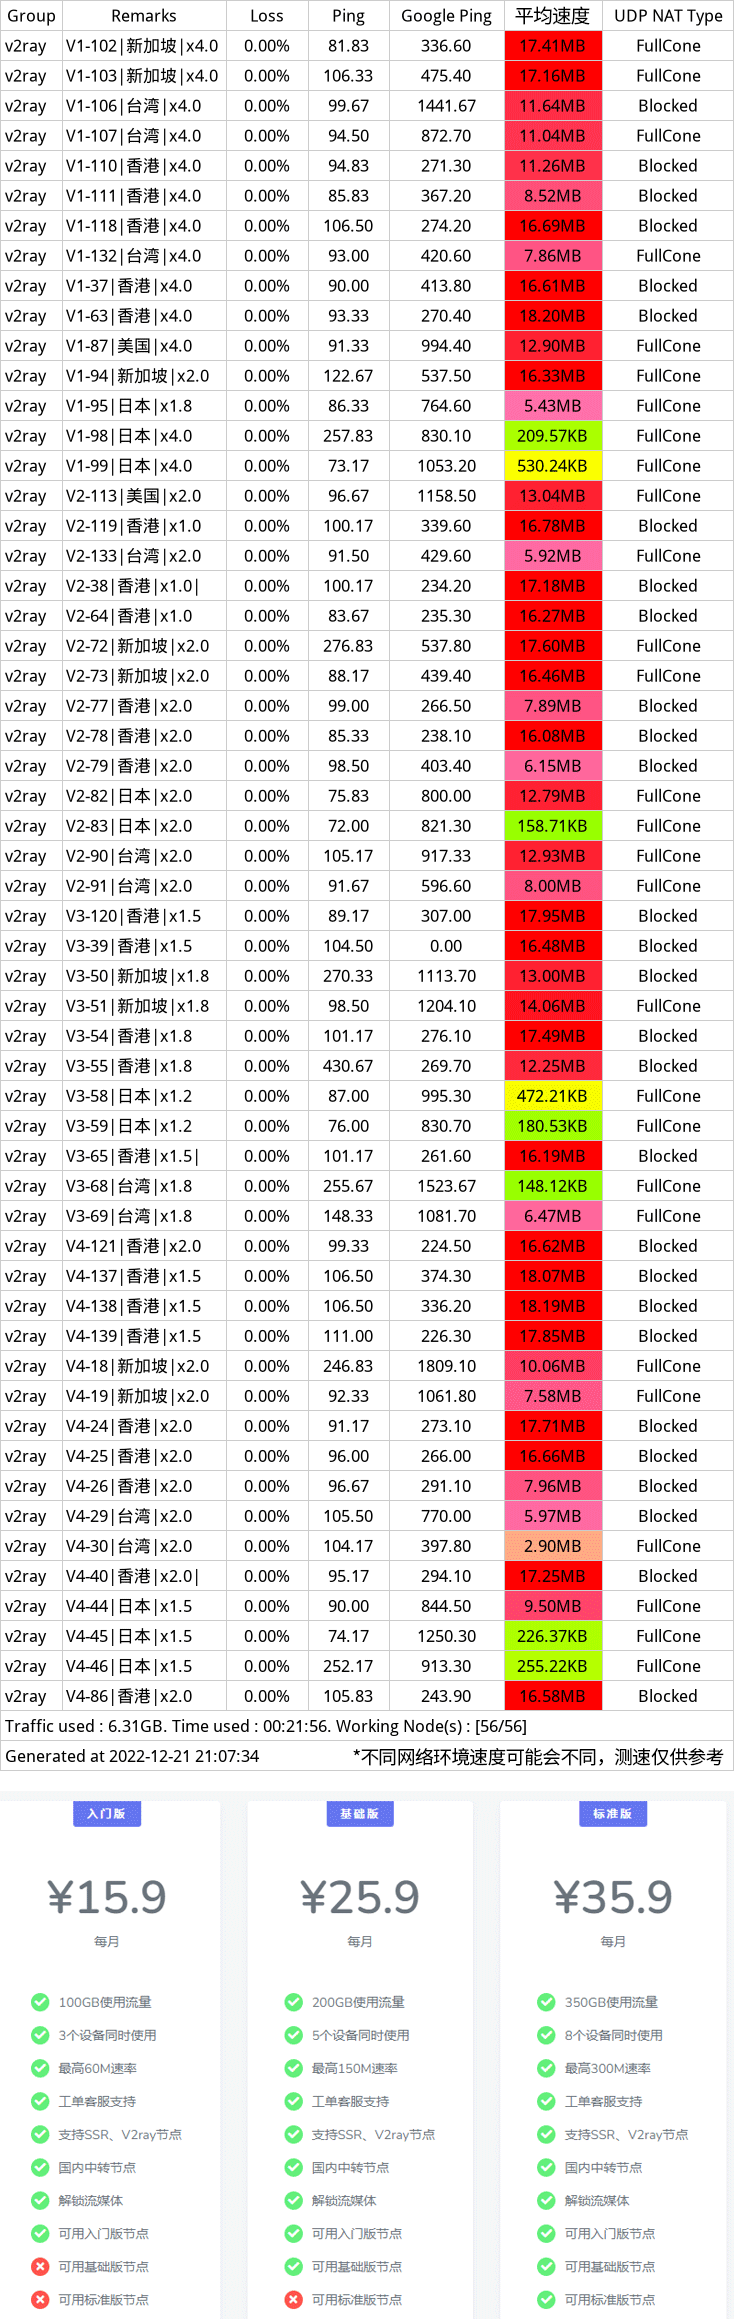 Group Remarks Loss Ping Google Ping 平均速度 UDP NAT Type
v2ray V1-102|新加坡|x4.0 0.00% 81.83 336.60 17.41MB FullCone
v2ray V1-103|新加坡|x4.0 0.00% 106.33 475.40 17.16MB FullCone
v2ray V1-106|台湾|x4.0 0.00% 99.67 1441.67 11.64MB Blocked
v2ray V1-107|台湾|x4.0 0.00% 94.50 872.70 11.04MB FullCone
v2ray V1-110|香港|x4.0 0.00% 94.83 271.30 11.26MB Blocked
v2ray V1-111|香港|x4.0 0.00% 85.83 367.20 8.52MB Blocked
v2ray V1-118|香港|x4.0 0.00% 106.50 274.20 16.69MB Blocked
v2ray V1-132|台湾|x4.0 0.00% 93.00 420.60 7.86MB FullCone
v2ray V1-37|香港|x4.0 0.00% 90.00 413.80 16.61MB Blocked
v2ray V1-63|香港|x4.0 0.00% 93.33 270.40 18.20MB Blocked
v2ray V1-87|美国|x4.0 0.00% 91.33 994.40 12.90MB FullCone
v2ray V1-94|新加坡|x2.0 0.00% 122.67 537.50 16.33MB FullCone
v2ray V1-95|日本|x1.8 0.00% 86.33 764.60 5.43MB FullCone
v2ray V1-98|日本|x4.0 0.00% 257.83 830.10 209.57KB FullCone
v2ray V1-99|日本|x4.0 0.00% 73.17 1053.20 530.24KB FullCone
v2ray V2-113|美国|x2.0 0.00% 96.67 1158.50 13.04MB FullCone
v2ray V2-119|香港|x1.0 0.00% 100.17 339.60 16.78MB Blocked
v2ray V2-133|台湾|x2.0 0.00% 91.50 429.60 5.92MB FullCone
v2ray V2-38|香港|x1.0| 0.00% 100.17 234.20 17.18MB Blocked
v2ray V2-64|香港|x1.0 0.00% 83.67 235.30 16.27MB Blocked
v2ray V2-72|新加坡|x2.0 0.00% 276.83 537.80 17.60MB FullCone
v2ray V2-73|新加坡|x2.0 0.00% 88.17 439.40 16.46MB FullCone
v2ray V2-77|香港|x2.0 0.00% 99.00 266.50 7.89MB Blocked
v2ray V2-78|香港|x2.0 0.00% 85.33 238.10 16.08MB Blocked
v2ray V2-79|香港|x2.0 0.00% 98.50 403.40 6.15MB Blocked
v2ray V2-82|日本|x2.0 0.00% 75.83 800.00 12.79MB FullCone
v2ray V2-83|日本|x2.0 0.00% 72.00 821.30 158.71KB FullCone
v2ray V2-90|台湾|x2.0 0.00% 105.17 917.33 12.93MB FullCone
v2ray V2-91|台湾|x2.0 0.00% 91.67 596.60 8.00MB FullCone
v2ray V3-120|香港|x1.5 0.00% 89.17 307.00 17.95MB Blocked
v2ray V3-39|香港|x1.5 0.00% 104.50 0.00 16.48MB Blocked
v2ray V3-50|新加坡|x1.8 0.00% 270.33 1113.70 13.00MB Blocked
v2ray V3-51|新加坡|x1.8 0.00% 98.50 1204.10 14.06MB FullCone
v2ray V3-54|香港|x1.8 0.00% 101.17 276.10 17.49MB Blocked
v2ray V3-55|香港|x1.8 0.00% 430.67 269.70 12.25MB Blocked
v2ray V3-58|日本|x1.2 0.00% 87.00 995.30 472.21KB FullCone
v2ray V3-59|日本|x1.2 0.00% 76.00 830.70 180.53KB FullCone
v2ray V3-65|香港|x1.5| 0.00% 101.17 261.60 16.19MB Blocked
v2ray V3-68|台湾|x1.8 0.00% 255.67 1523.67 148.12KB FullCone
v2ray V3-69|台湾|x1.8 0.00% 148.33 1081.70 6.47MB FullCone
v2ray V4-121|香港|x2.0 0.00% 99.33 224.50 16.62MB Blocked
v2ray V4-137|香港|x1.5 0.00% 106.50 374.30 18.07MB Blocked
v2ray V4-138|香港|x1.5 0.00% 106.50 336.20 18.19MB Blocked
v2ray V4-139|香港|x1.5 0.00% 111.00 226.30 17.85MB Blocked
v2ray V4-18|新加坡|x2.0 0.00% 246.83 1809.10 10.06MB FullCone
v2ray V4-19|新加坡|x2.0 0.00% 92.33 1061.80 7.58MB FullCone
v2ray V4-24|香港|x2.0 0.00% 91.17 273.10 17.71MB Blocked
v2ray V4-25|香港|x2.0 0.00% 96.00 266.00 16.66MB Blocked
v2ray V4-26|香港|x2.0 0.00% 96.67 291.10 7.96MB Blocked
v2ray V4-29|台湾|x2.0 0.00% 105.50 770.00 5.97MB Blocked
v2ray V4-30|台湾|x2.0 0.00% 104.17 397.80 2.90MB FullCone
v2ray V4-40|香港|x2.0| 0.00% 95.17 294.10 17.25MB Blocked
v2ray V4-44|日本|x1.5 0.00% 90.00 844.50 9.50MB FullCone
v2ray V4-45|日本|x1.5 0.00% 74.17 1250.30 226.37KB FullCone
v2ray V4-46|日本|x1.5 0.00% 252.17 913.30 255.22KB FullCone
v2ray V4-86|香港|x2.0 0.00% 105.83 243.90 16.58MB Blocked
Traffic used : 6.31GB. Time used : 00:21:56. Working Node(s) : [56/56]
Generated at 2022-12-21 21:07:34 *不同网络环境速度可能会不同，测速仅供参考
入门版 基础版 标准版
¥15.9 ¥25.9 ¥35.9
每月 每月 每月
100GB使用流量 200GB使用流量 350GB使用流量
3个设备同时使用 5个设备同时使用 8个设备同时使用
最高60M速率 最高150M速率 最高300M速率
工单客服支持 工单客服支持 工单客服支持
支持SSR、V2ray节点 支持SSR、V2ray节点 支持SSR、V2ray节点
国内中转节点 国内中转节点 国内中转节点
解锁流媒体 解锁流媒体 解锁流媒体
可用入门版节点 可用入门版节点 可用入门版节点
可用基础版节点 可用基础版节点 可用基础版节点
可用标准版节点 可用标准版节点 可用标准版节点